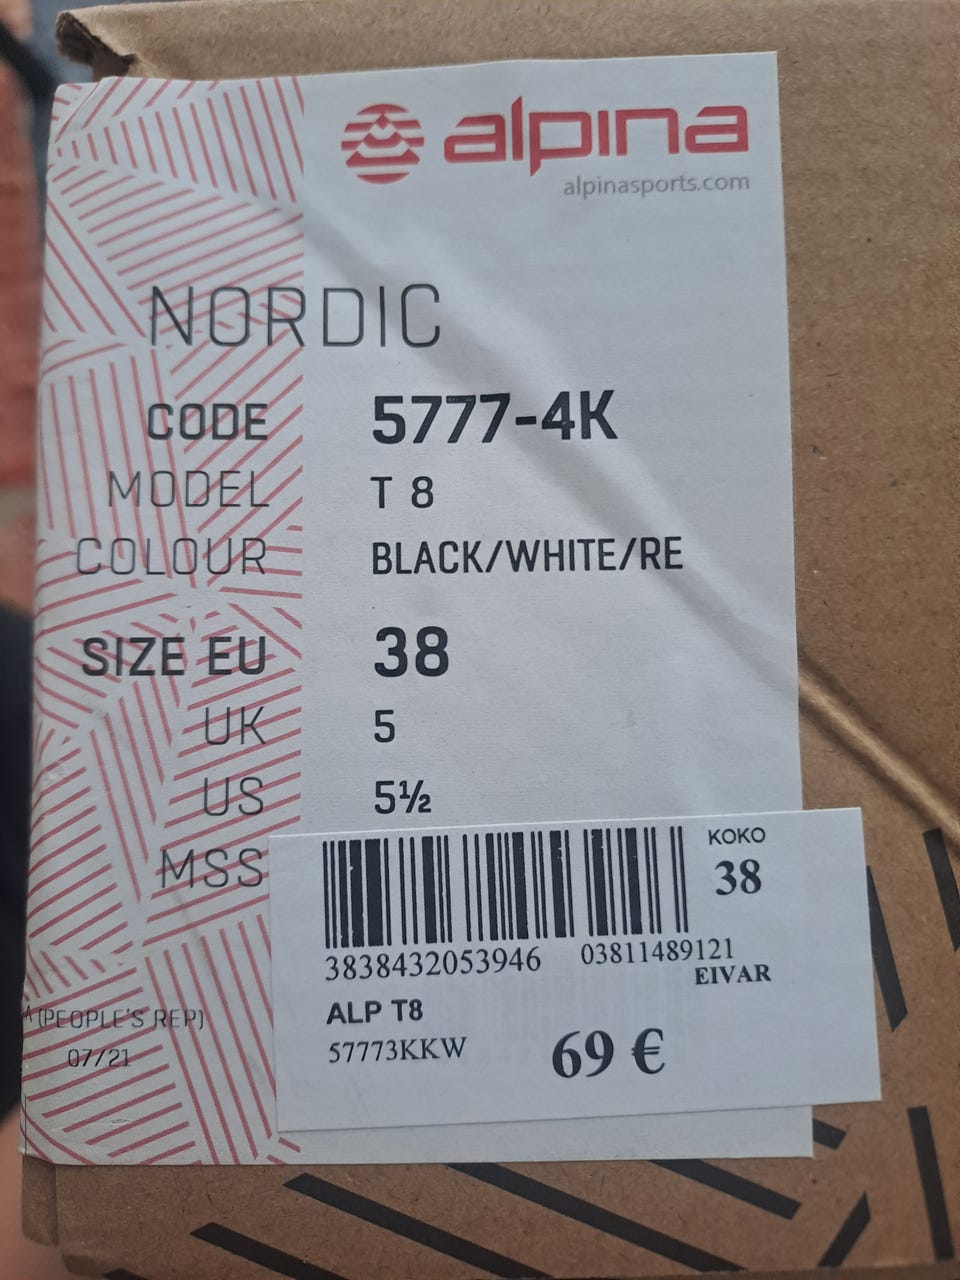 alpina
alpinasports.com
NORDIC
CODE 5777-4K
MODEL T 8
COLOUR BLACK/WHITE/RE
SIZE EU 38
UK 5
US 5½
MSS
KOKO
38
3838432053946 03811489121
EIVAR
ALP T8
57773KKW 69 €
A (PEOPLE'S REP)
07/21